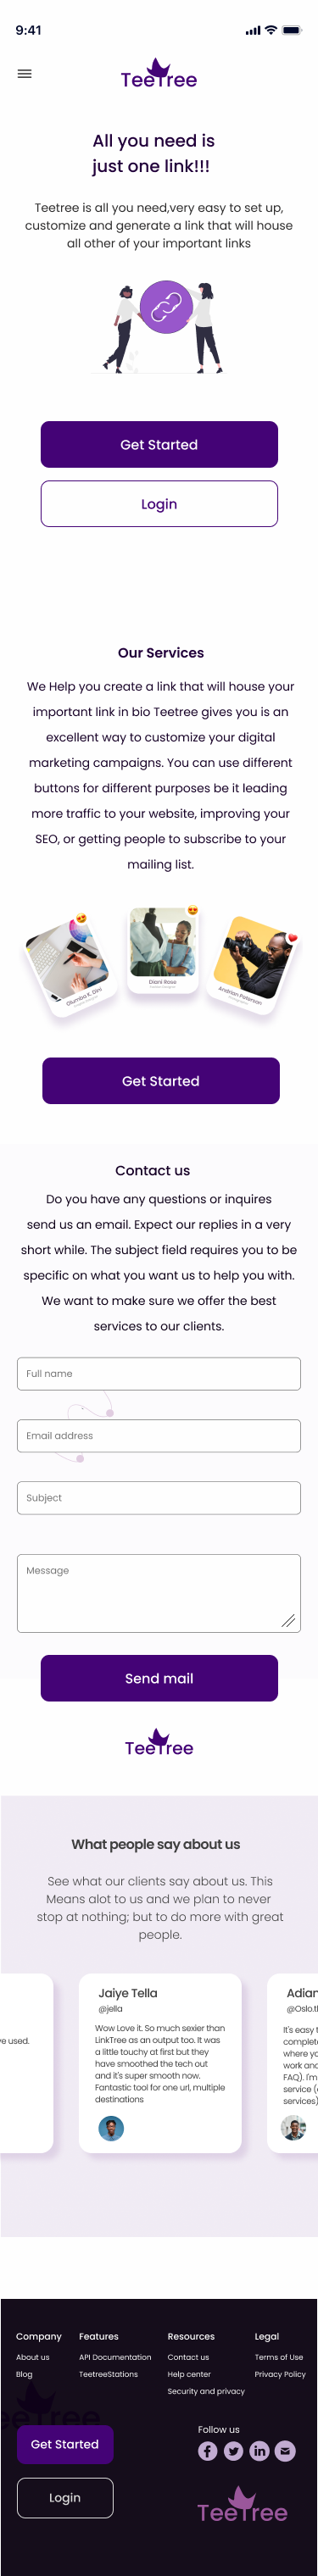 9:41
TeeTree
All you need is
just one link!!!
Teetree is all you need,very easy to set up,
customize and generate a link that will house
all other of your important links
Get Started
Login
Our Services
We Help you create a link that will house your
important link in bio Teetree gives you is an
excellent way to customize your digital
marketing campaigns. You can use different
buttons for different purposes be it leading
more traffic to your website, improving your
SEO, or getting people to subscribe to your
mailing list.
Olumba K. Dini
Diani Rose
Andrian Peterson
Get Started
Contact us
Do you have any questions or inquires
send us an email. Expect our replies in a very
short while. The subject field requires you to be
specific on what you want us to help you with.
We want to make sure we offer the best
services to our clients.
Full name
Email address
Subject
Message
Send mail
TeeTree
What people say about us
See what our clients say about us. This
Means alot to us and we plan to never
stop at nothing; but to do more with great
people.
e used.
Jaiye Tella
@jella
Wow Love it. So much sexier than
LinkTree as an output too. It was
a little touchy at first but they
have smoothed the tech out
and it's super smooth now.
Fantastic tool for one url, multiple
destinations
Adian
@Oslo.t
It's easy
complet
where yo
work and
FAQ). I'm
service (
services)
Company
About us
Blog
Features
API Documentation
TeetreeStations
Resources
Contact us
Help center
Security and privacy
Legal
Terms of Use
Privacy Policy
eeTree
Get Started
Login
Follow us
TeeTree